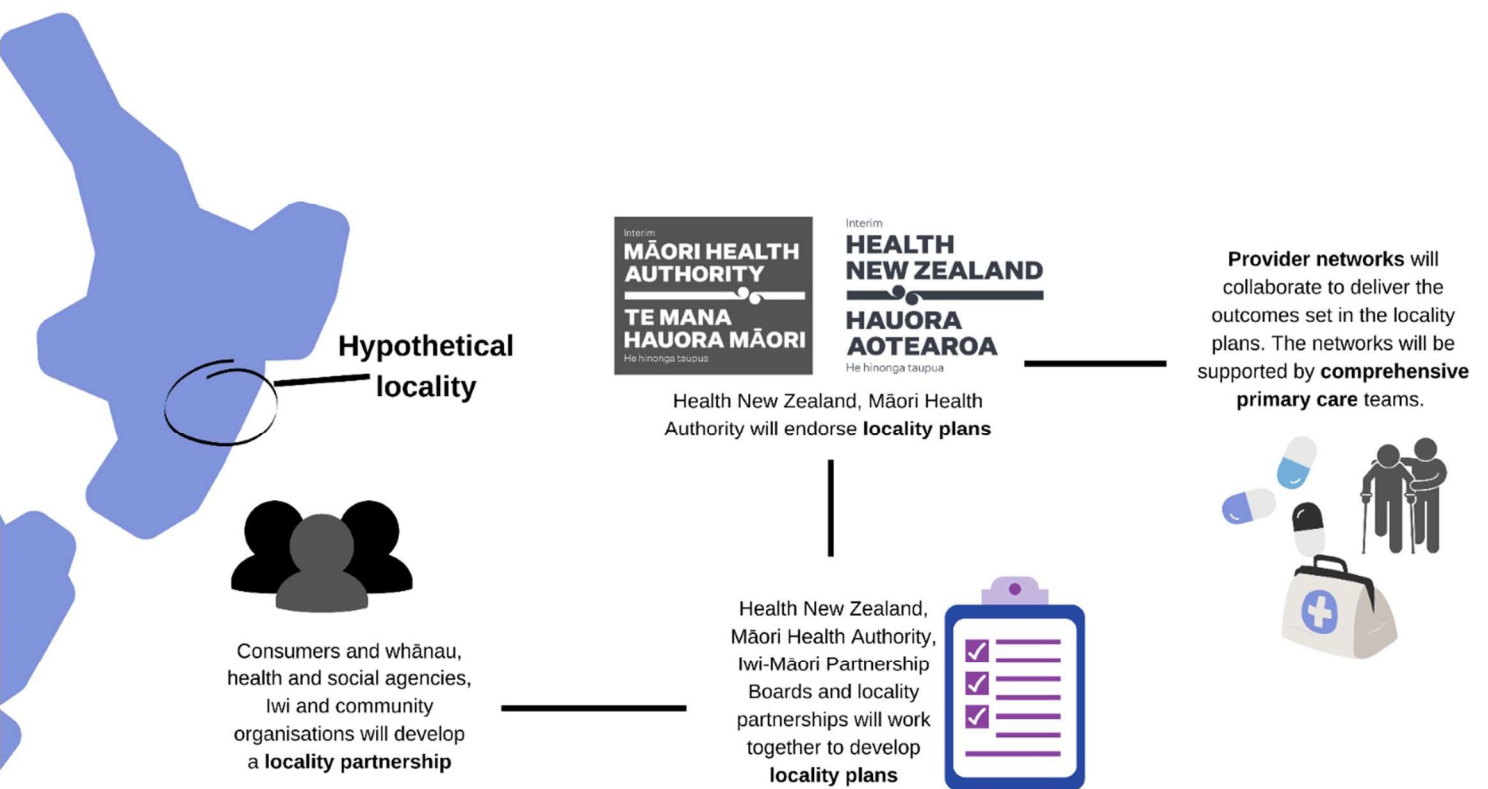 Hypothetical
locality
Interim
MĀORI HEALTH
AUTHORITY
TE MANA
HAUORA MĀORI
He hinonga taupua
Interim
HEALTH
NEW ZEALAND
HAUORA
AOTEAROA
He hinonga taupua
Health New Zealand, Māori Health
Authority will endorse locality plans
Provider networks will
collaborate to deliver the
outcomes set in the locality
plans. The networks will be
supported by comprehensive
primary care teams.
Consumers and whānau,
health and social agencies,
Iwi and community
organisations will develop
a locality partnership
Health New Zealand,
Māori Health Authority,
Iwi-Māori Partnership
Boards and locality
partnerships will work
together to develop
locality plans